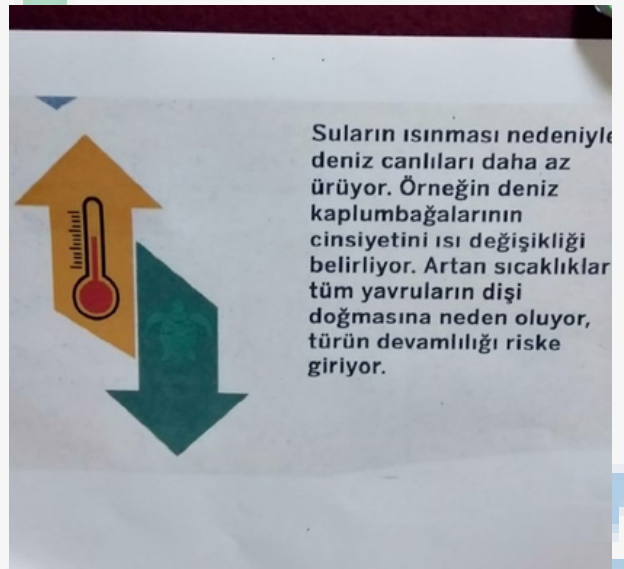 Suların ısınması nedeniyle
deniz canlıları daha az
ürüyor. Örneğin deniz
kaplumbağalarının
cinsiyetini ısı değişikliği
belirliyor. Artan sıcaklıklar
tüm yavruların dişi
doğmasına neden oluyor,
türün devamlılığı riske
giriyor.